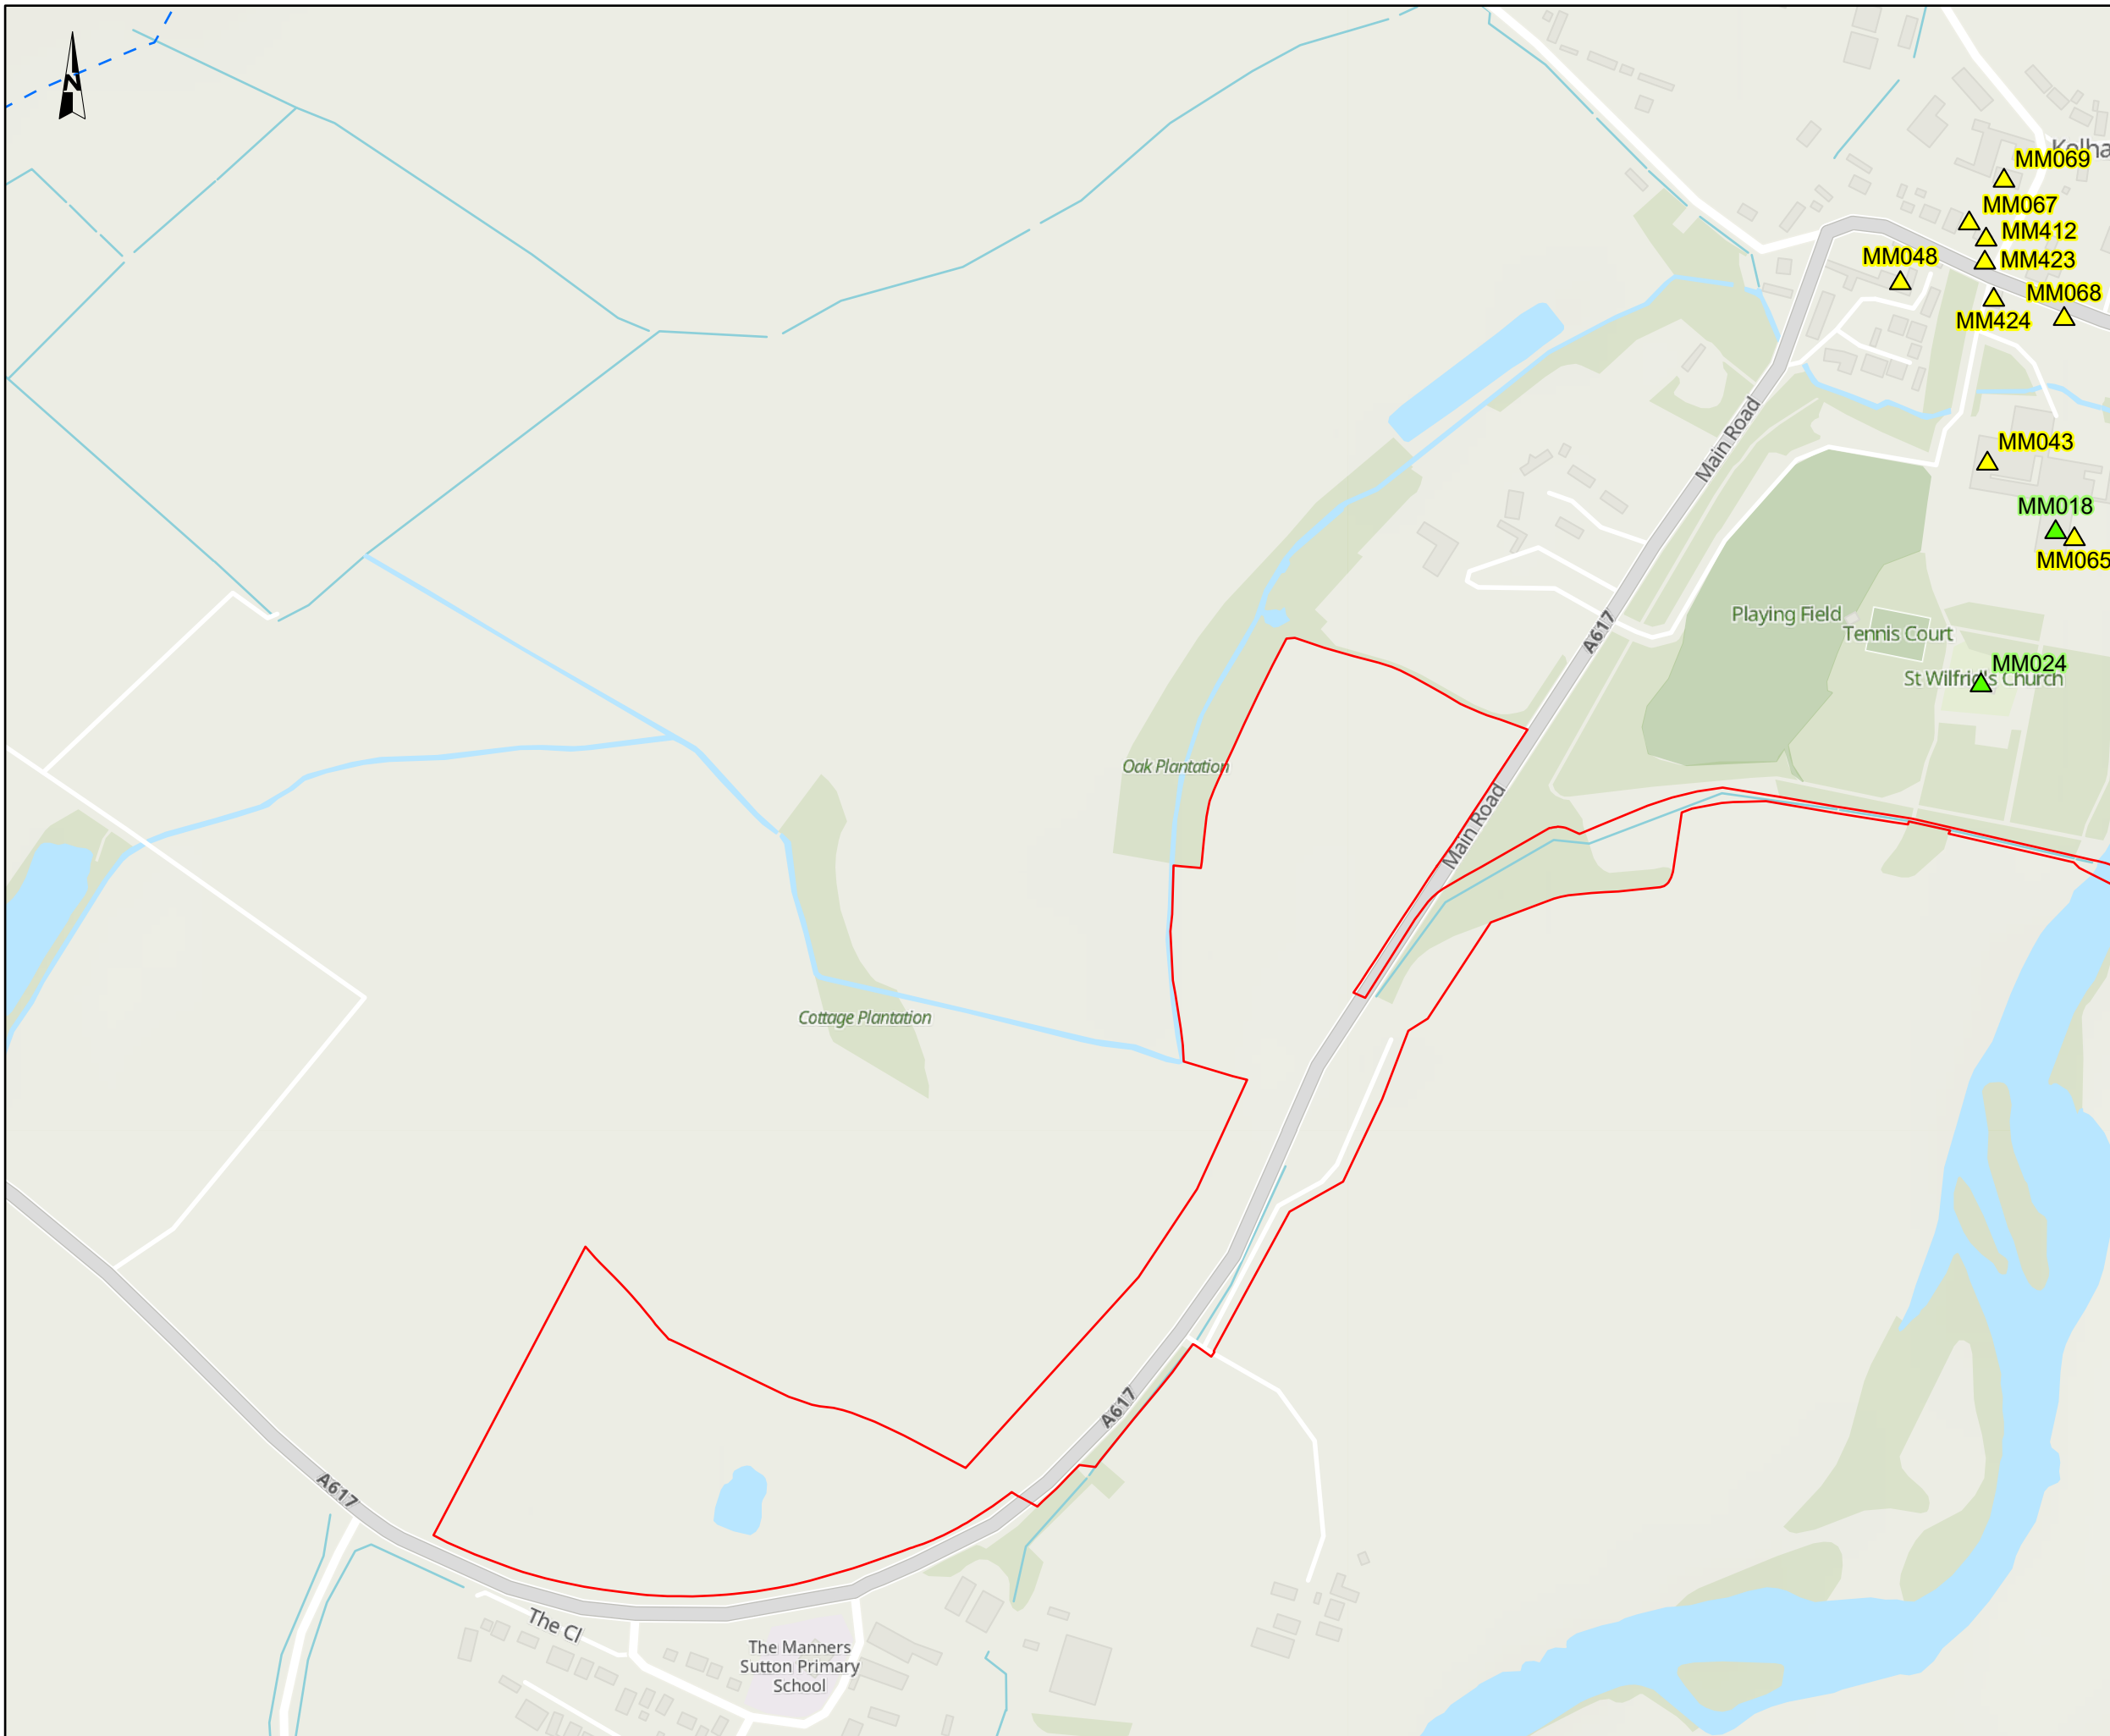 N
Kelha
MM069
MM067
MM412
MM423
MM048
MM068
MM424
Main Road
MM043
MM018
MM065
A617
Playing Field
Tennis Court
MM024
St Wilfrid's Church
Oak Plantation
Main Road
Cottage Plantation
A617
A617
The Cl
The Manners
Sutton Primary
School